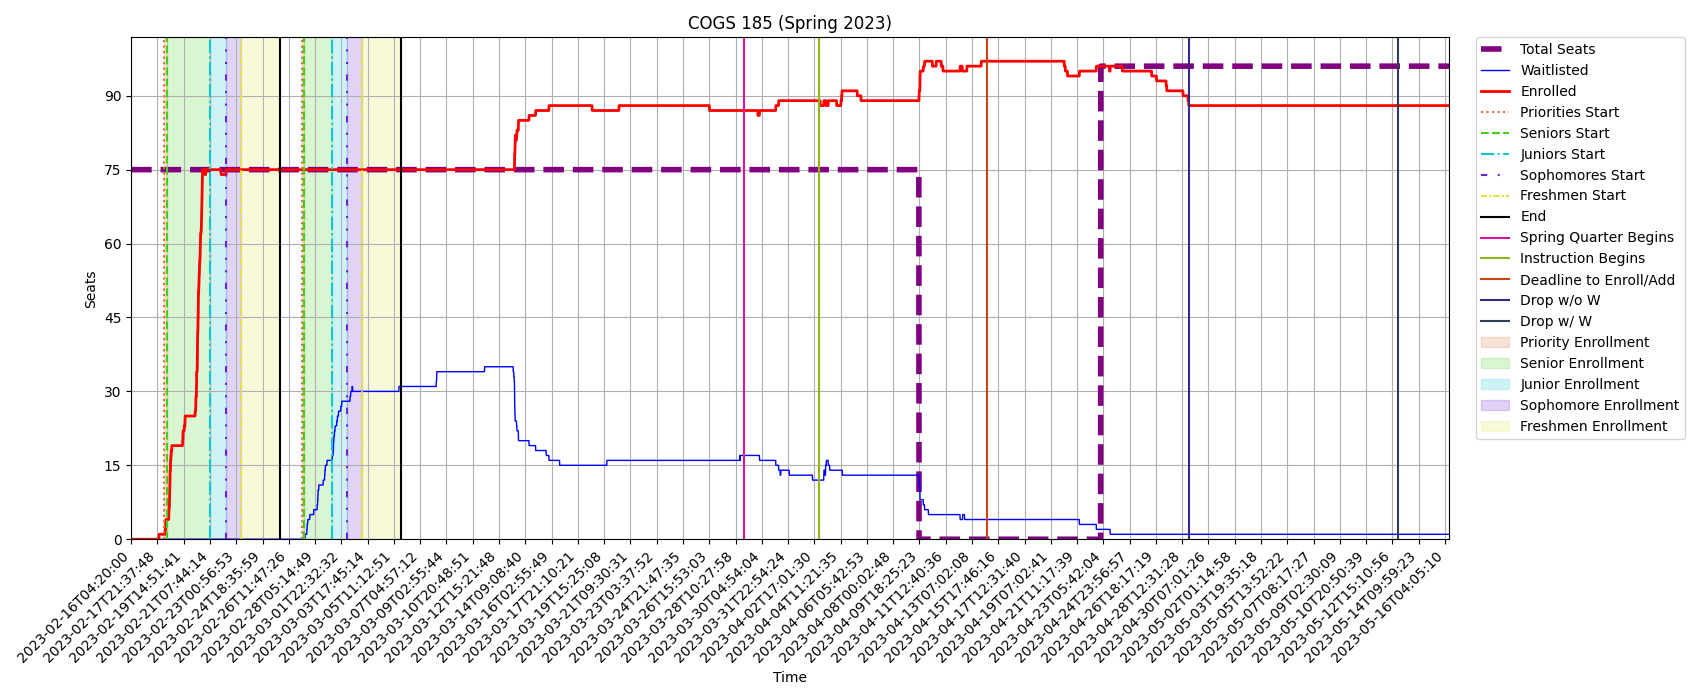 COGS 185 (Spring 2023)
Seats
90
75
60
45
30
15
0
2023-02-16T04:20:00
2023-02-17T21:37:48
2023-02-19T14:51:41
2023-02-21T07:44:14
2023-02-23T00:56:53
2023-02-24T18:35:59
2023-02-26T11:47:26
2023-02-28T05:14:49
2023-03-01T22:32:32
2023-03-03T17:45:14
2023-03-05T11:12:51
2023-03-07T04:57:12
2023-03-09T02:55:44
2023-03-10T20:48:51
2023-03-12T15:21:48
2023-03-14T09:08:40
2023-03-16T02:55:49
2023-03-17T21:10:21
2023-03-19T15:25:08
2023-03-21T09:30:31
2023-03-23T03:37:52
2023-03-24T21:47:35
2023-03-26T15:53:03
2023-03-28T10:27:58
2023-03-30T04:54:04
2023-03-31T22:54:24
2023-04-02T17:01:30
2023-04-04T11:21:35
2023-04-06T05:42:53
2023-04-08T00:02:48
2023-04-09T18:25:23
2023-04-11T12:40:36
2023-04-13T07:02:08
2023-04-15T17:46:16
2023-04-17T12:31:40
2023-04-19T07:02:41
2023-04-21T11:17:39
2023-04-23T05:42:04
2023-04-24T23:56:57
2023-04-26T18:17:19
2023-04-28T12:31:28
2023-04-30T07:01:26
2023-05-02T01:14:58
2023-05-03T19:35:18
2023-05-05T13:52:22
2023-05-07T08:17:27
2023-05-09T02:30:09
2023-05-10T20:50:39
2023-05-12T15:10:56
2023-05-14T09:59:23
2023-05-16T04:05:10
Time
Total Seats
Waitlisted
Enrolled
Priorities Start
Seniors Start
Juniors Start
Sophomores Start
Freshmen Start
End
Spring Quarter Begins
Instruction Begins
Deadline to Enroll/Add
Drop w/o W
Drop w/ W
Priority Enrollment
Senior Enrollment
Junior Enrollment
Sophomore Enrollment
Freshmen Enrollment